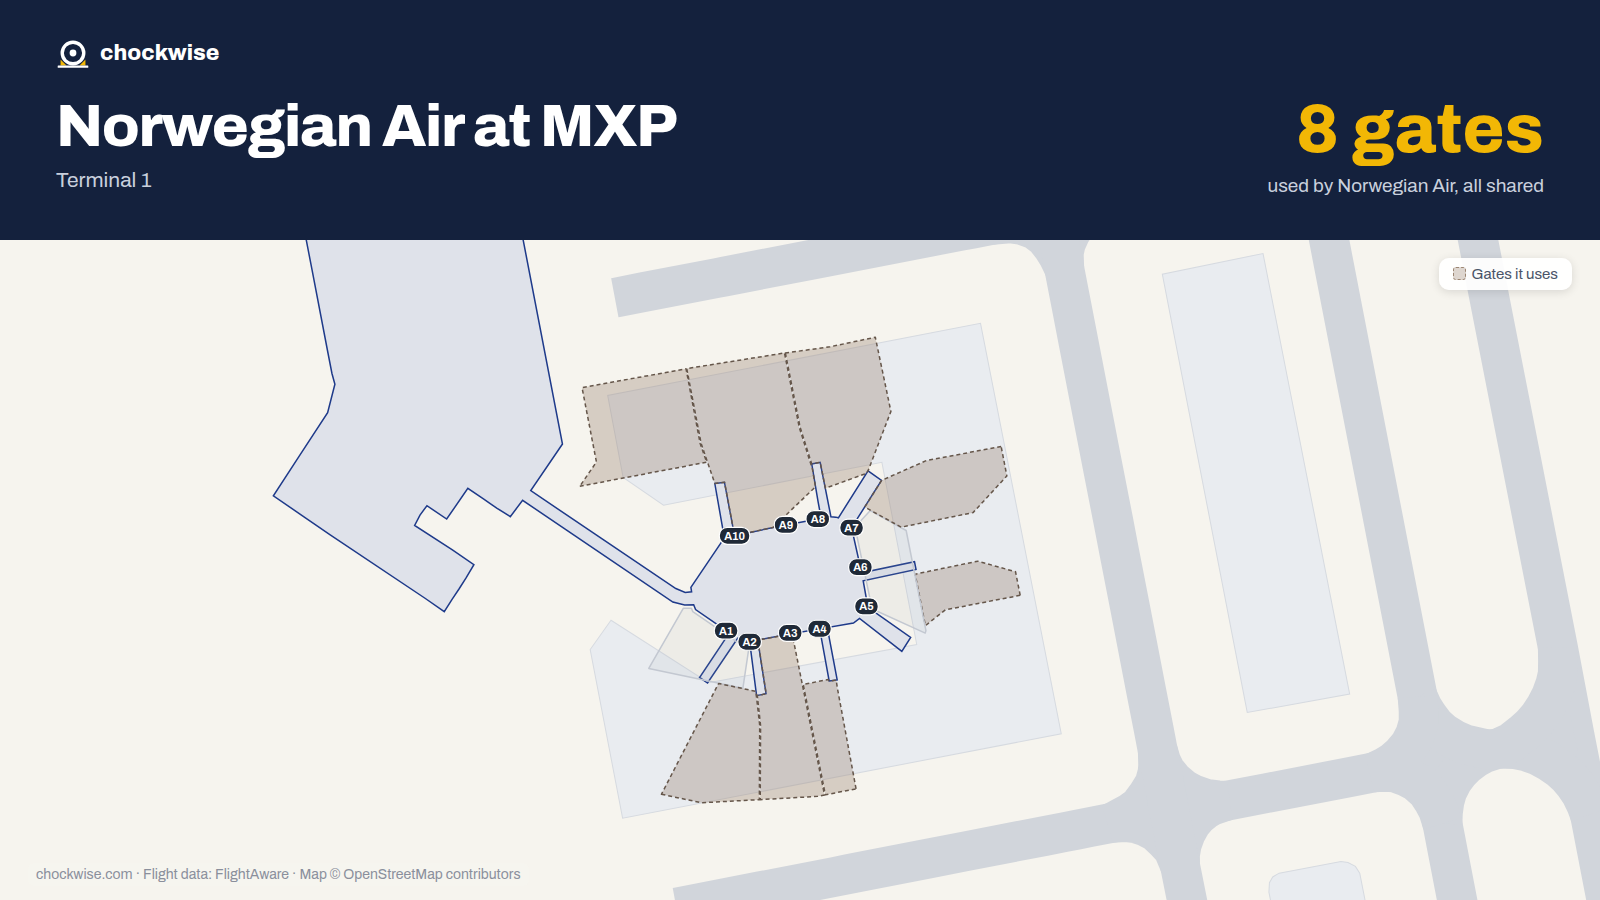 chockwise
Norwegian Air at MXP
Terminal 1
8 gates
used by Norwegian Air, all shared
Gates it uses
A10
A9
A8
A7
A6
A5
A1
A2
A3
A4
chockwise.com · Flight data: FlightAware · Map © OpenStreetMap contributors